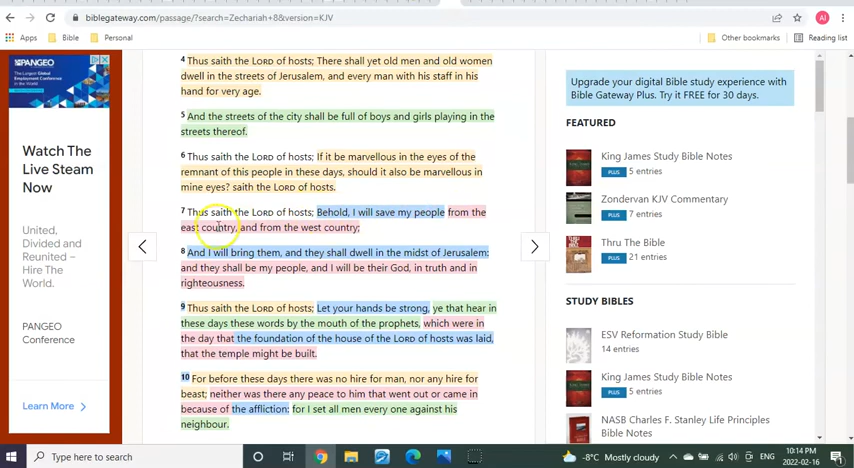 biblegateway.com/passage/?search=Zechariah+8&version=KJV
AI
Apps
Bible
Personal
Other bookmarks
Reading list
PANGEO
Global
Employment
Conference
in the World
Watch The
Live Steam
Now
United,
Divided and
Reunited –
Hire The
World.
PANGEO
Conference
Learn More
4 Thus saith the LORD of hosts; There shall yet old men and old women
dwell in the streets of Jerusalem, and every man with his staff in his
hand for very age.
5 And the streets of the city shall be full of boys and girls playing in the
streets thereof.
6 Thus saith the LORD of hosts; If it be marvellous in the eyes of the
remnant of this people in these days, should it also be marvellous in
mine eyes? saith the LORD of hosts.
7 Thus saith the LORD of hosts; Behold, I will save my people from the
east country, and from the west country;
8 And I will bring them, and they shall dwell in the midst of Jerusalem:
and they shall be my people, and I will be their God, in truth and in
righteousness.
9 Thus saith the LORD of hosts; Let your hands be strong, ye that hear in
these days these words by the mouth of the prophets, which were in
the day that the foundation of the house of the LORD of hosts was laid,
that the temple might be built.
10 For before these days there was no hire for man, nor any hire for
beast; neither was there any peace to him that went out or came in
because of the affliction: for I set all men every one against his
neighbour.
Upgrade your digital Bible study experience with
Bible Gateway Plus. Try it FREE for 30 days.
FEATURED
King James Study Bible Notes
PLUS 5 entries
Zondervan KJV Commentary
PLUS 7 entries
Thru The Bible
PLUS 21 entries
STUDY BIBLES
ESV Reformation Study Bible
14 entries
King James Study Bible Notes
PLUS 5 entries
NASB Charles F. Stanley Life Principles
Bible Notes
Type here to search
-8°C Mostly cloudy
ENG
10:14 PM
2022-02-16